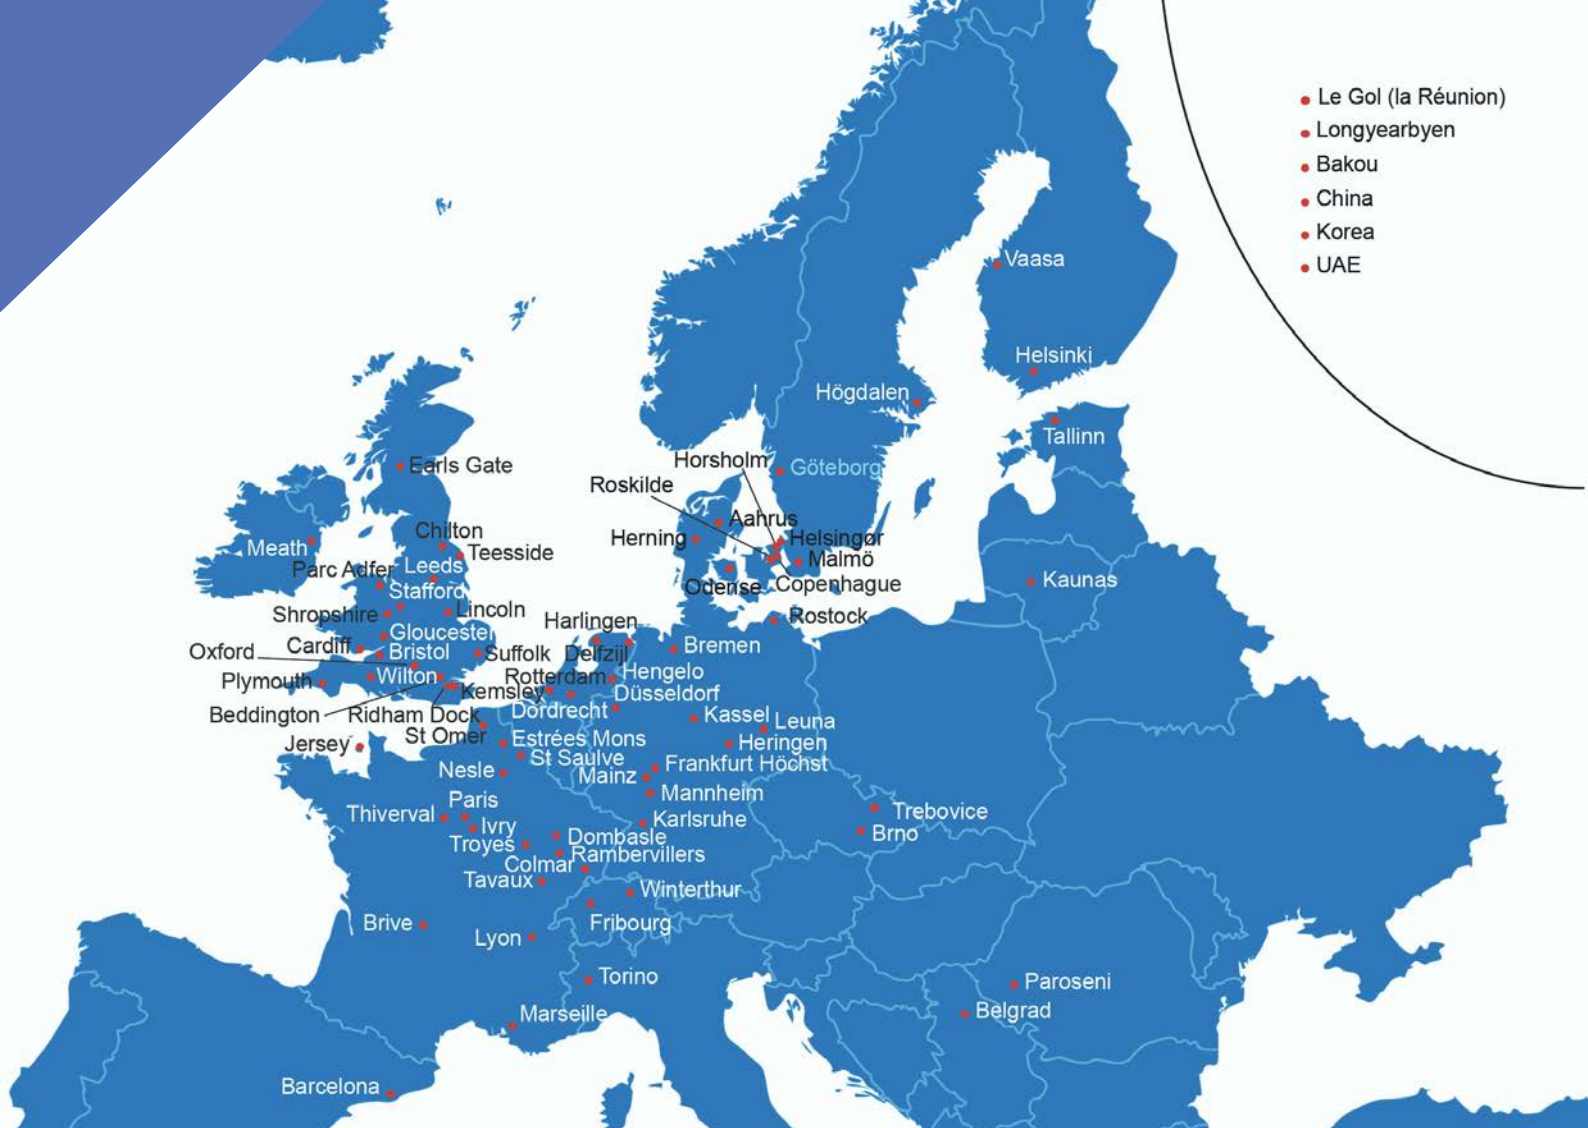 Le Gol (la Réunion)
Longyearbyen
Bakou
China
Korea
UAE
Vaasa
Helsinki
Högdalen
Tallinn
Horsholm
Göteborg
Earls Gate
Roskilde
Aahrus
Chilton
Herning
Helsingør
Meath
Teesside
Malmö
Parc Adfer
Leeds
Kaunas
Odense
Copenhague
Stafford
Shropshire
Lincoln
Harlingen
Rostock
Gloucester
Cardiff
Oxford
Bristol
Suffolk
Delfzijl
Bremen
Plymouth
Wilton
Rotterdam
Hengelo
Kemsley
Düsseldorf
Beddington
Ridham Dock
Dordrecht
Kassel
Leuna
St Omer
Jersey
Estrées Mons
Heringen
St Saulve
Frankfurt Höchst
Nesle
Mainz
Mannheim
Paris
Thiverval
Trebovice
Ivry
Karlsruhe
Brno
Troyes
Dombasle
Colmar
Rambervillers
Tavaux
Winterthur
Brive
Fribourg
Lyon
Torino
Paroseni
Marseille
Belgrad
Barcelona